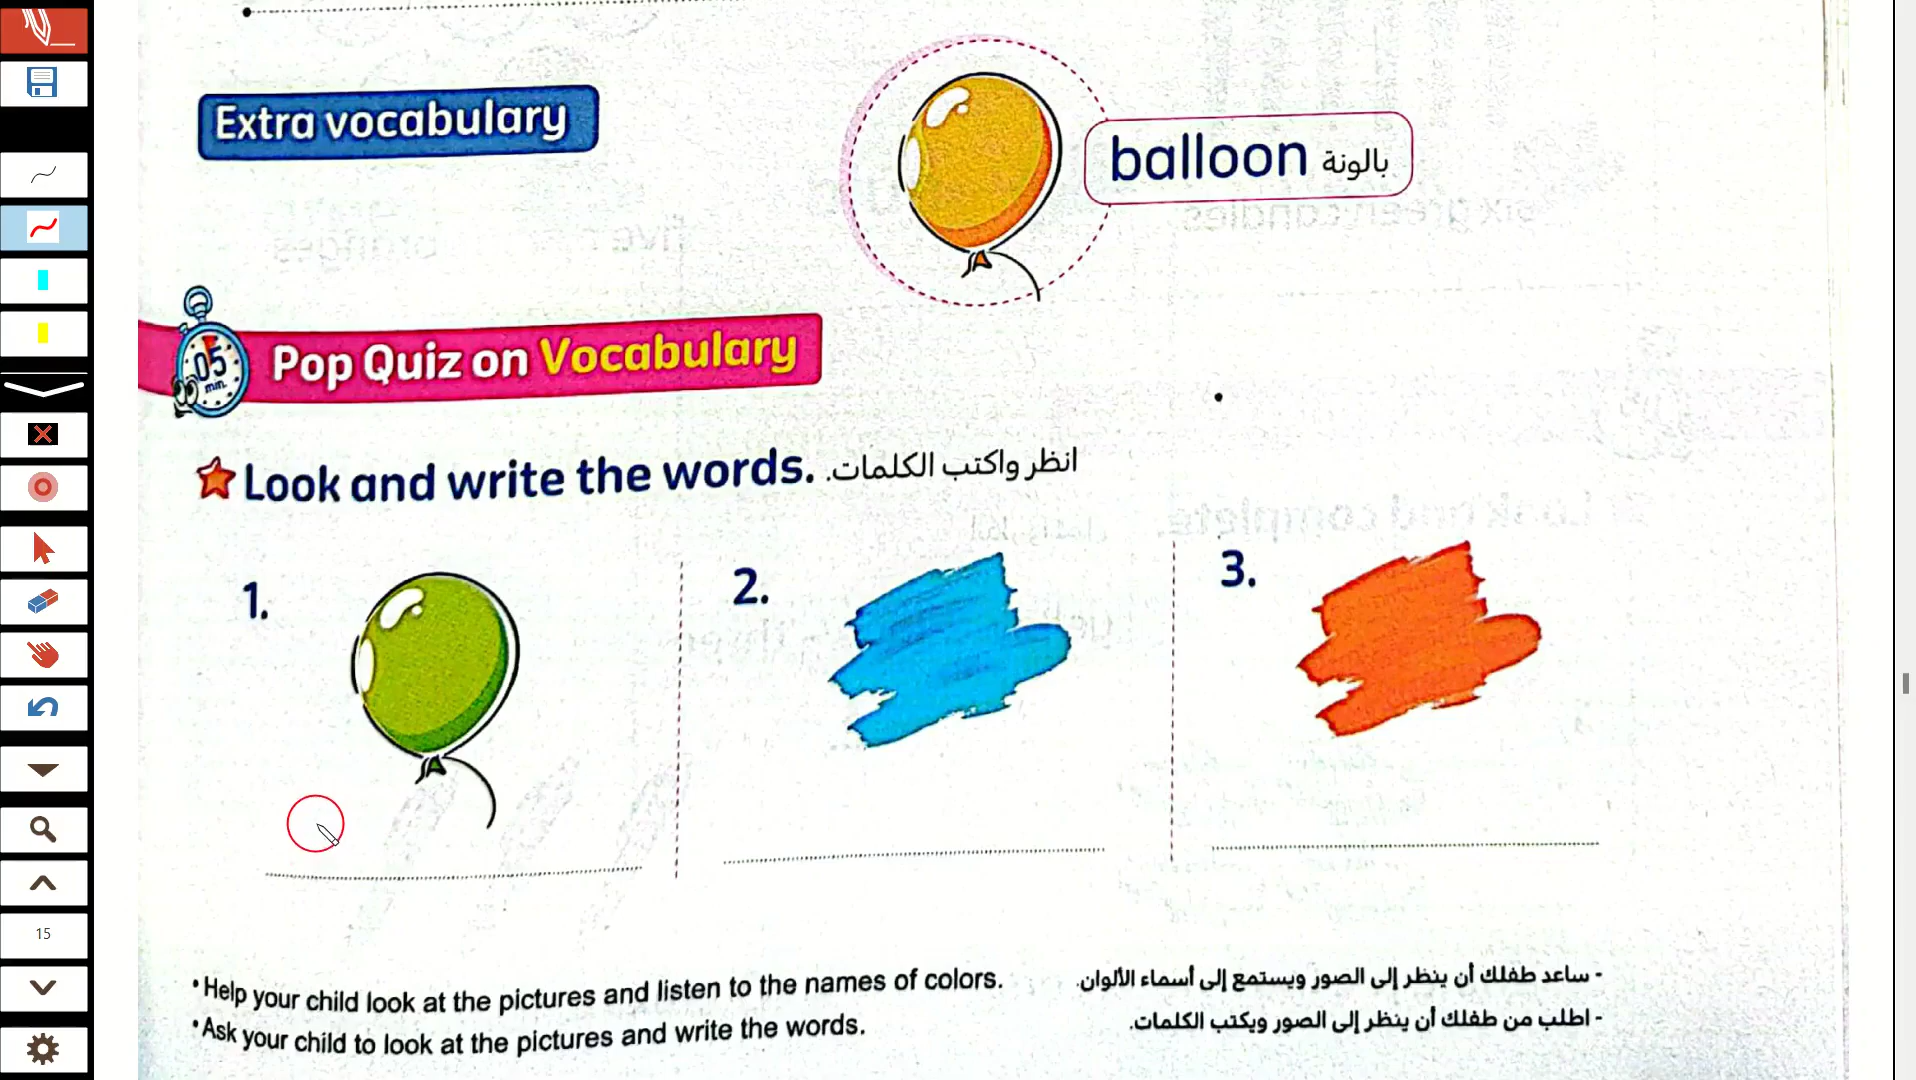 Extra vocabulary
balloon بالونة
05
min.
Pop Quiz on Vocabulary
Look and write the words. انظر واكتب الكلمات.
1. 2. 3.
•Help your child look at the pictures and listen to the names of colors.
- ساعد طفلك أن ينظر إلى الصور ويستمع إلى أسماء الألوان.
•Ask your child to look at the pictures and write the words.
- اطلب من طفلك أن ينظر إلى الصور ويكتب الكلمات.
15